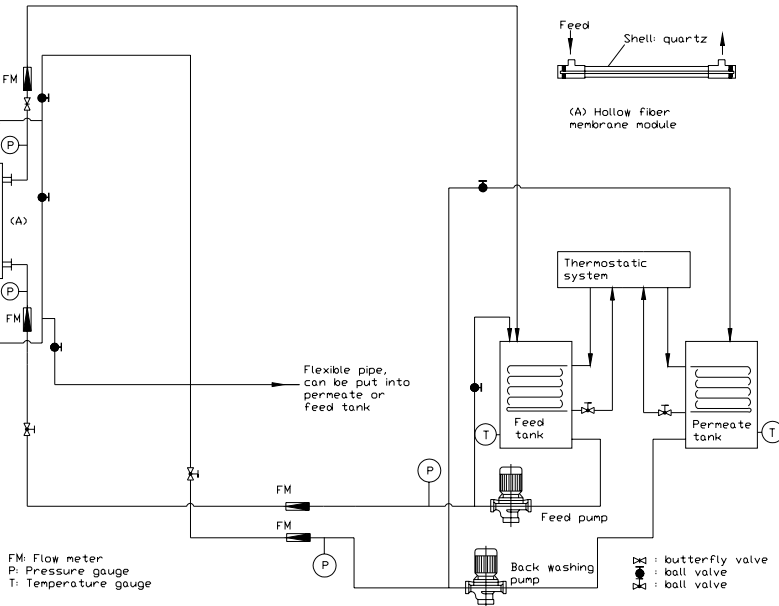 Feed
Shell: quartz
FM
(A) Hollow fiber
membrane module
P
(A)
Thermostatic
system
P
FM
Flexible pipe,
can be put into
permeate or
feed tank
Feed
tank
T
Permeate
tank
T
P
FM
Feed pump
FM
P
Back washing
pump
FM: Flow meter
P: Pressure gauge
T: Temperature gauge
: butterfly valve
: ball valve
: ball valve